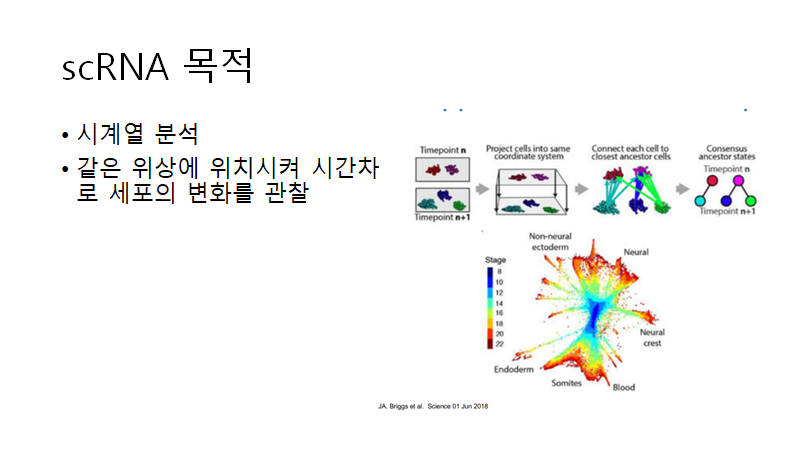 scRNA 목적
• 시계열 분석
• 같은 위상에 위치시켜 시간차
로 세포의 변화를 관찰
Timepoint n
Timepoint n+1
Project cells into same
coordinate system
Connect each cell to
closest ancestor cells
Consensus
ancestor states
Timepoint n
Timepoint n+1
Stage
8
10
12
14
16
18
20
22
Non-neural
ectoderm
Neural
Neural
crest
Endoderm
Somites
Blood
JA. Briggs et al. Science 01 Jun 2018